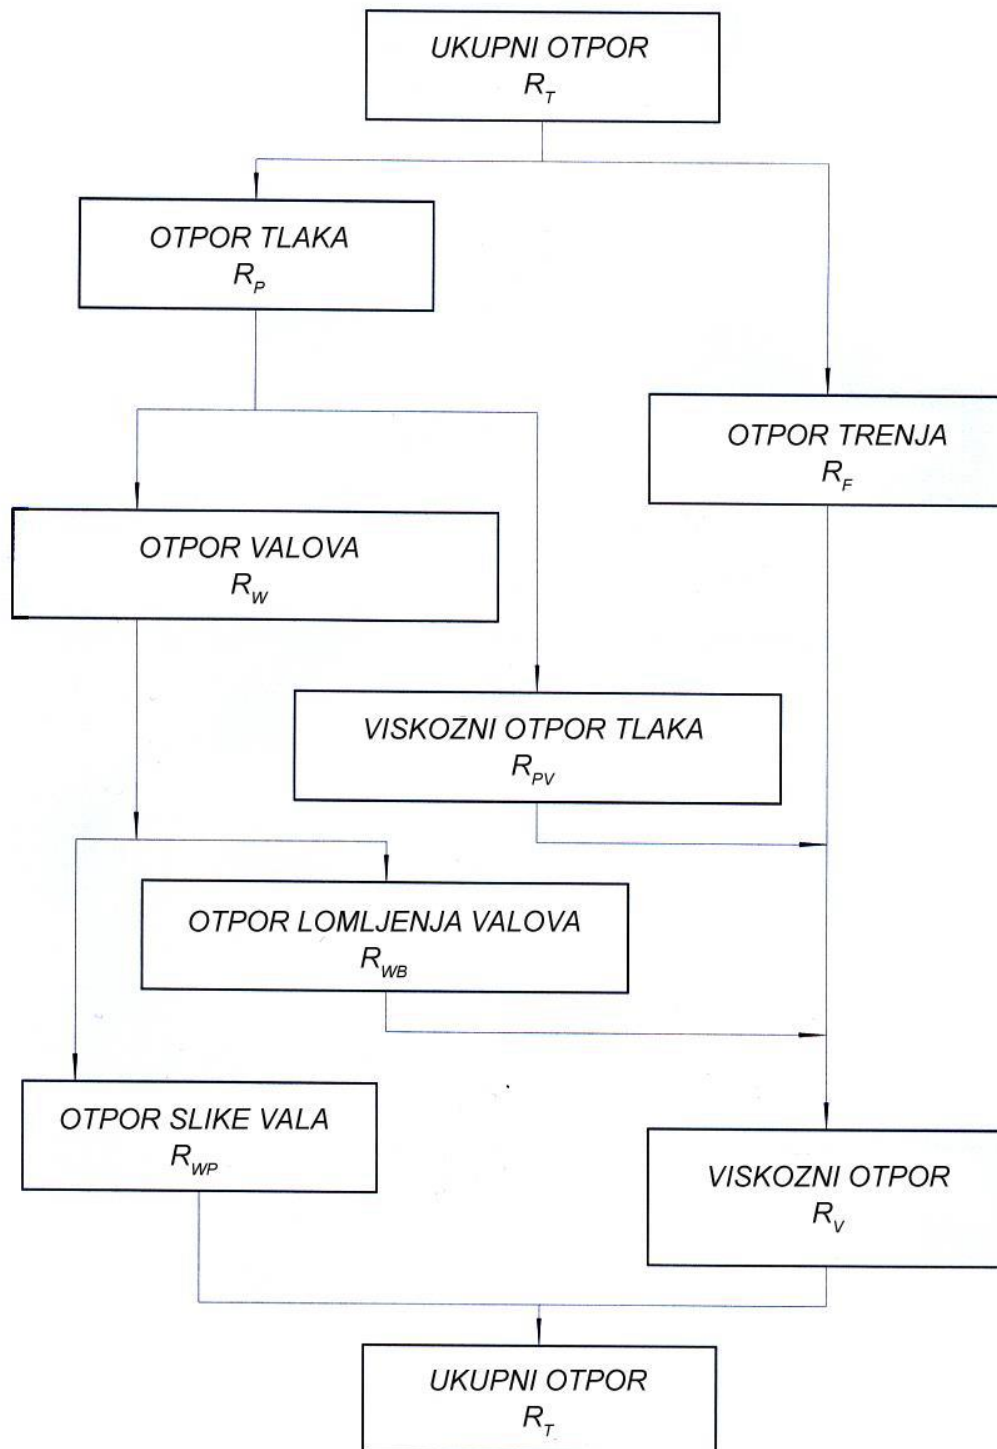 UKUPNI OTPOR
R_T
OTPOR TLAKA
R_P
OTPOR TRENJA
R_F
OTPOR VALOVA
R_W
VISKOZNI OTPOR TLAKA
R_PV
OTPOR LOMLJENJA VALOVA
R_WB
OTPOR SLIKE VALA
R_WP
VISKOZNI OTPOR
R_V
UKUPNI OTPOR
R_T